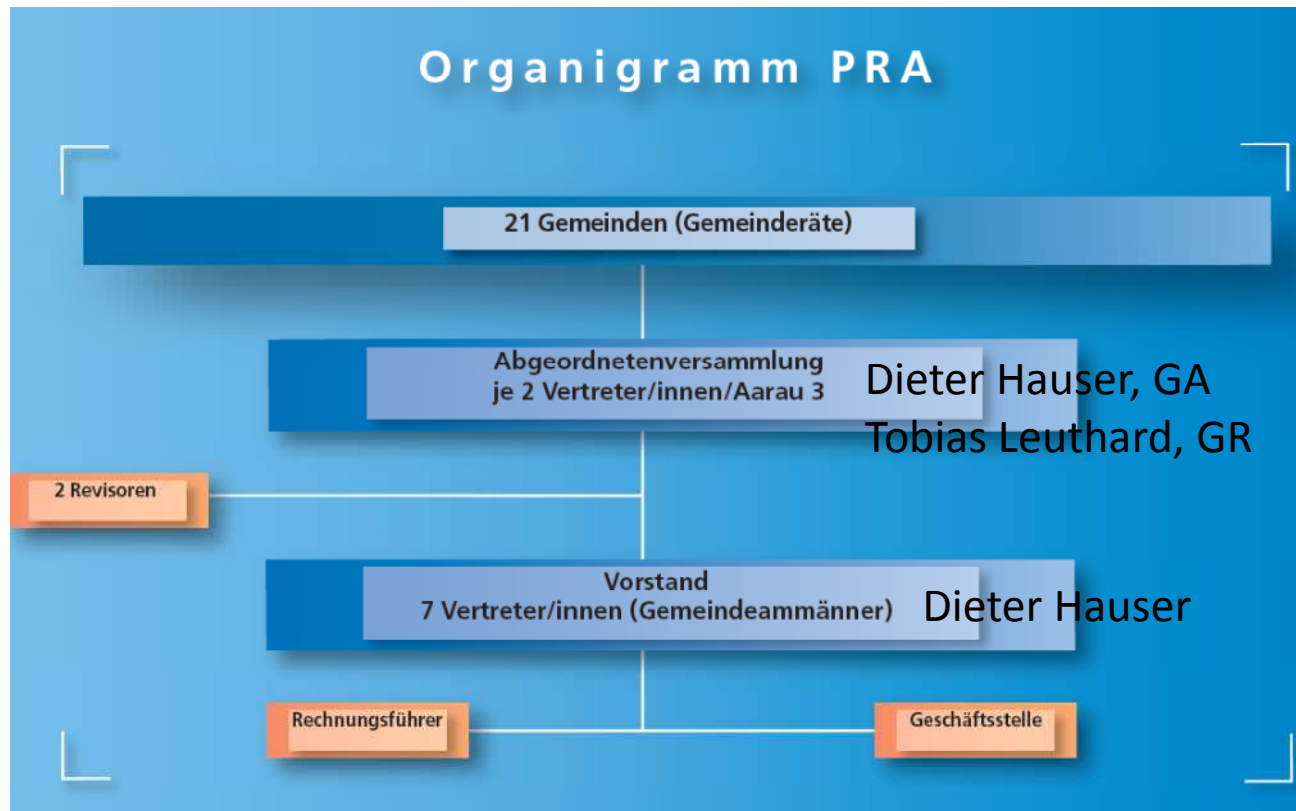 Organigramm PRA
21 Gemeinden (Gemeinderäte)
Abgeordnetenversammlung
je 2 Vertreter/innen/Aarau 3
Dieter Hauser, GA
Tobias Leuthard, GR
2 Revisoren
Vorstand
7 Vertreter/innen (Gemeindeammänner)
Dieter Hauser
Rechnungsführer
Geschäftsstelle